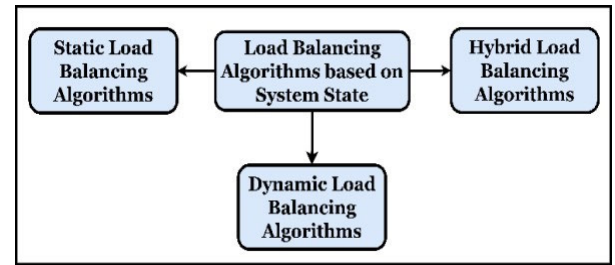 Static Load
Balancing
Algorithms
Load Balancing
Algorithms based on
System State
Hybrid Load
Balancing
Algorithms
Dynamic Load
Balancing
Algorithms